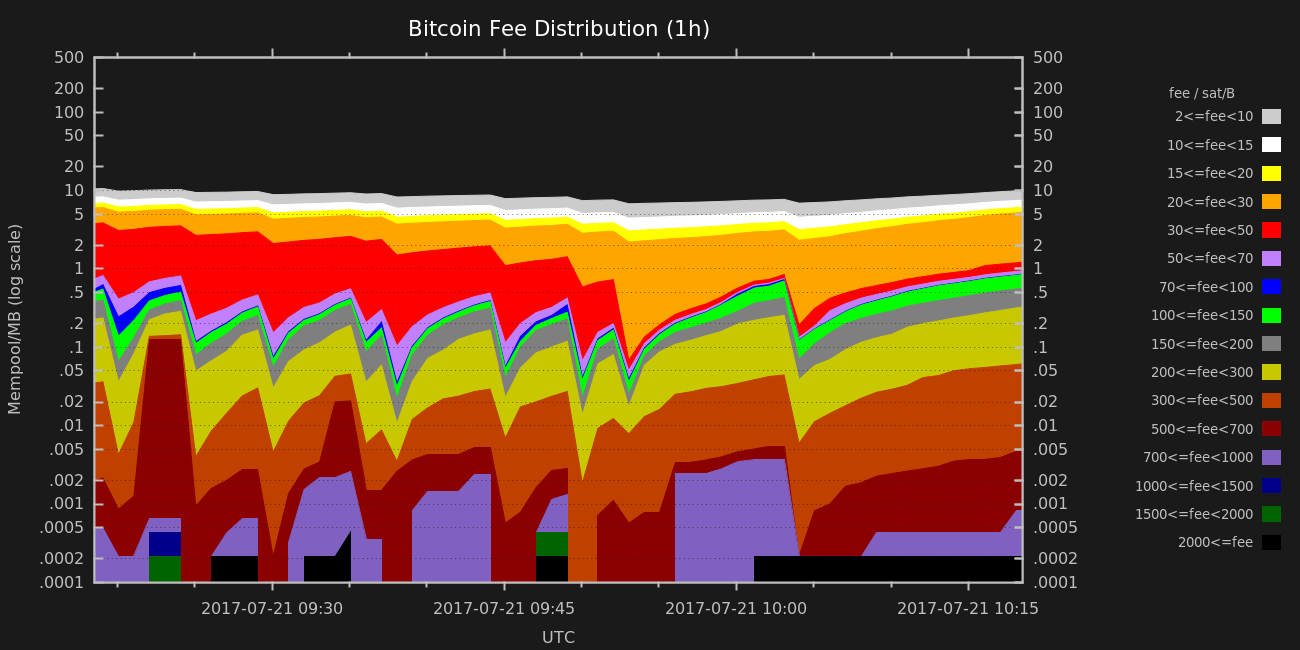 Bitcoin Fee Distribution (1h)
500 500
200 200
100 100
50 50
20 20
10 10
5 5
2 2
1 1
.5 .5
.2 .2
.1 .1
.05 .05
.02 .02
.01 .01
.005 .005
.002 .002
.001 .001
.0005 .0005
.0002 .0002
.0001 .0001
Mempool/MB (log scale)
2017-07-21 09:30 2017-07-21 09:45 2017-07-21 10:00 2017-07-21 10:15
UTC
fee / sat/B
2<=fee<10
10<=fee<15
15<=fee<20
20<=fee<30
30<=fee<50
50<=fee<70
70<=fee<100
100<=fee<150
150<=fee<200
200<=fee<300
300<=fee<500
500<=fee<700
700<=fee<1000
1000<=fee<1500
1500<=fee<2000
2000<=fee